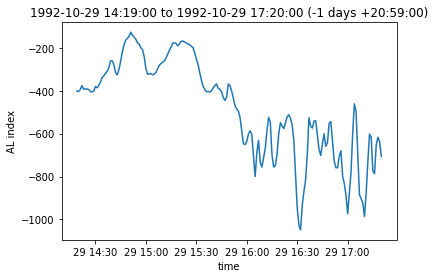 1992-10-29 14:19:00 to 1992-10-29 17:20:00 (-1 days +20:59:00)
−200
−400
−600
−800
−1000
AL index
29 14:30 29 15:00 29 15:30 29 16:00 29 16:30 29 17:00
time